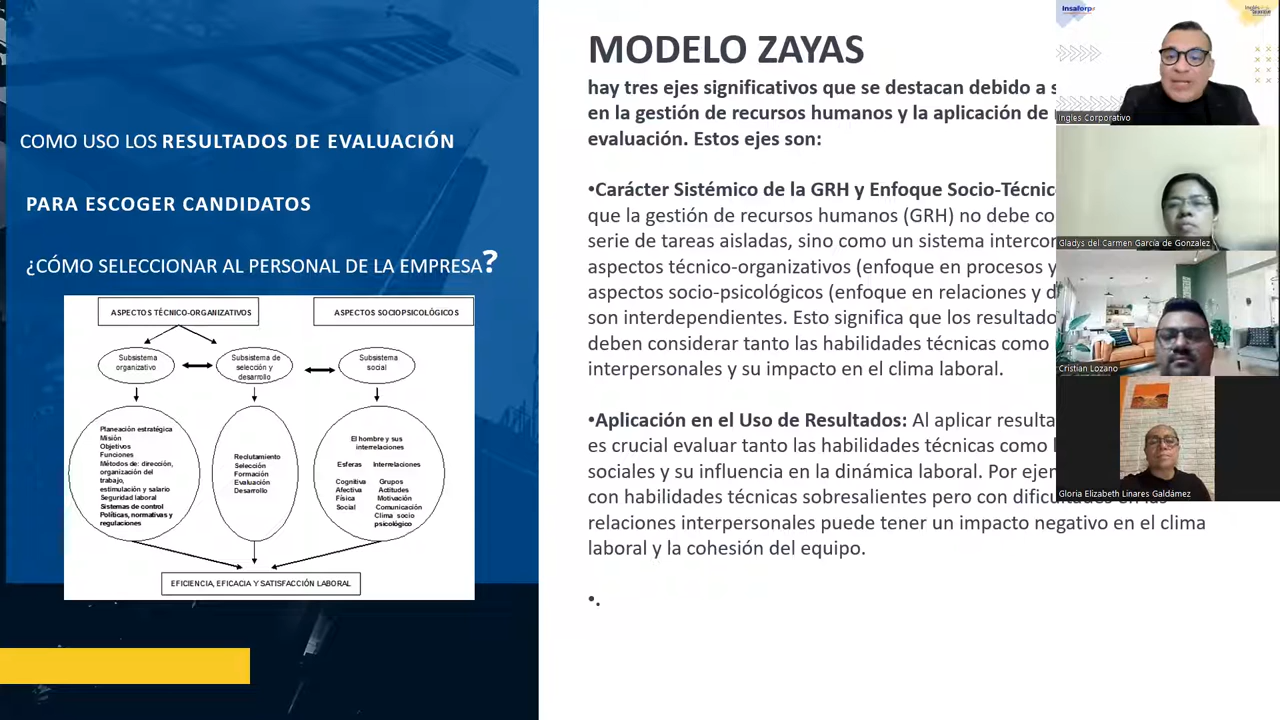 COMO USO LOS RESULTADOS DE EVALUACIÓN
PARA ESCOGER CANDIDATOS
¿CÓMO SELECCIONAR AL PERSONAL DE LA EMPRESA?
ASPECTOS TÉCNICO-ORGANIZATIVOS
ASPECTOS SOCIOPSICOLÓGICOS
Subsistema
organizativo
Subsistema de
selección y
desarrollo
Subsistema
social
Planeación estratégica
Misión
Objetivos
Funciones
Métodos de: dirección,
organización del
trabajo,
estimulación y salario
Seguridad laboral
Sistemas de control
Políticas, normativas y
regulaciones
Reclutamiento
Selección
Formación
Evaluación
Desarrollo
El hombre y sus
interrelaciones
Esferas Interrelaciones
Cognitiva Grupos
Afectiva Actitudes
Física Motivación
Social Comunicación
Clima socio
psicológico
EFICIENCIA, EFICACIA Y SATISFACCIÓN LABORAL
MODELO ZAYAS
hay tres ejes significativos que se destacan debido a s
en la gestión de recursos humanos y la aplicación de
evaluación. Estos ejes son:
•Carácter Sistémico de la GRH y Enfoque Socio-Técnic
que la gestión de recursos humanos (GRH) no debe co
serie de tareas aisladas, sino como un sistema intercor
aspectos técnico-organizativos (enfoque en procesos y
aspectos socio-psicológicos (enfoque en relaciones y d
son interdependientes. Esto significa que los resultado
deben considerar tanto las habilidades técnicas como
interpersonales y su impacto en el clima laboral.
•Aplicación en el Uso de Resultados: Al aplicar resulta
es crucial evaluar tanto las habilidades técnicas como l
sociales y su influencia en la dinámica laboral. Por ejer
con habilidades técnicas sobresalientes pero con dificultades en las
relaciones interpersonales puede tener un impacto negativo en el clima
laboral y la cohesión del equipo.
•.
Insaforp
Ingles Corporativo
Gladys del Carmen Garcia de Gonzalez
Cristian Lozano
Gloria Elizabeth Linares Galdámez